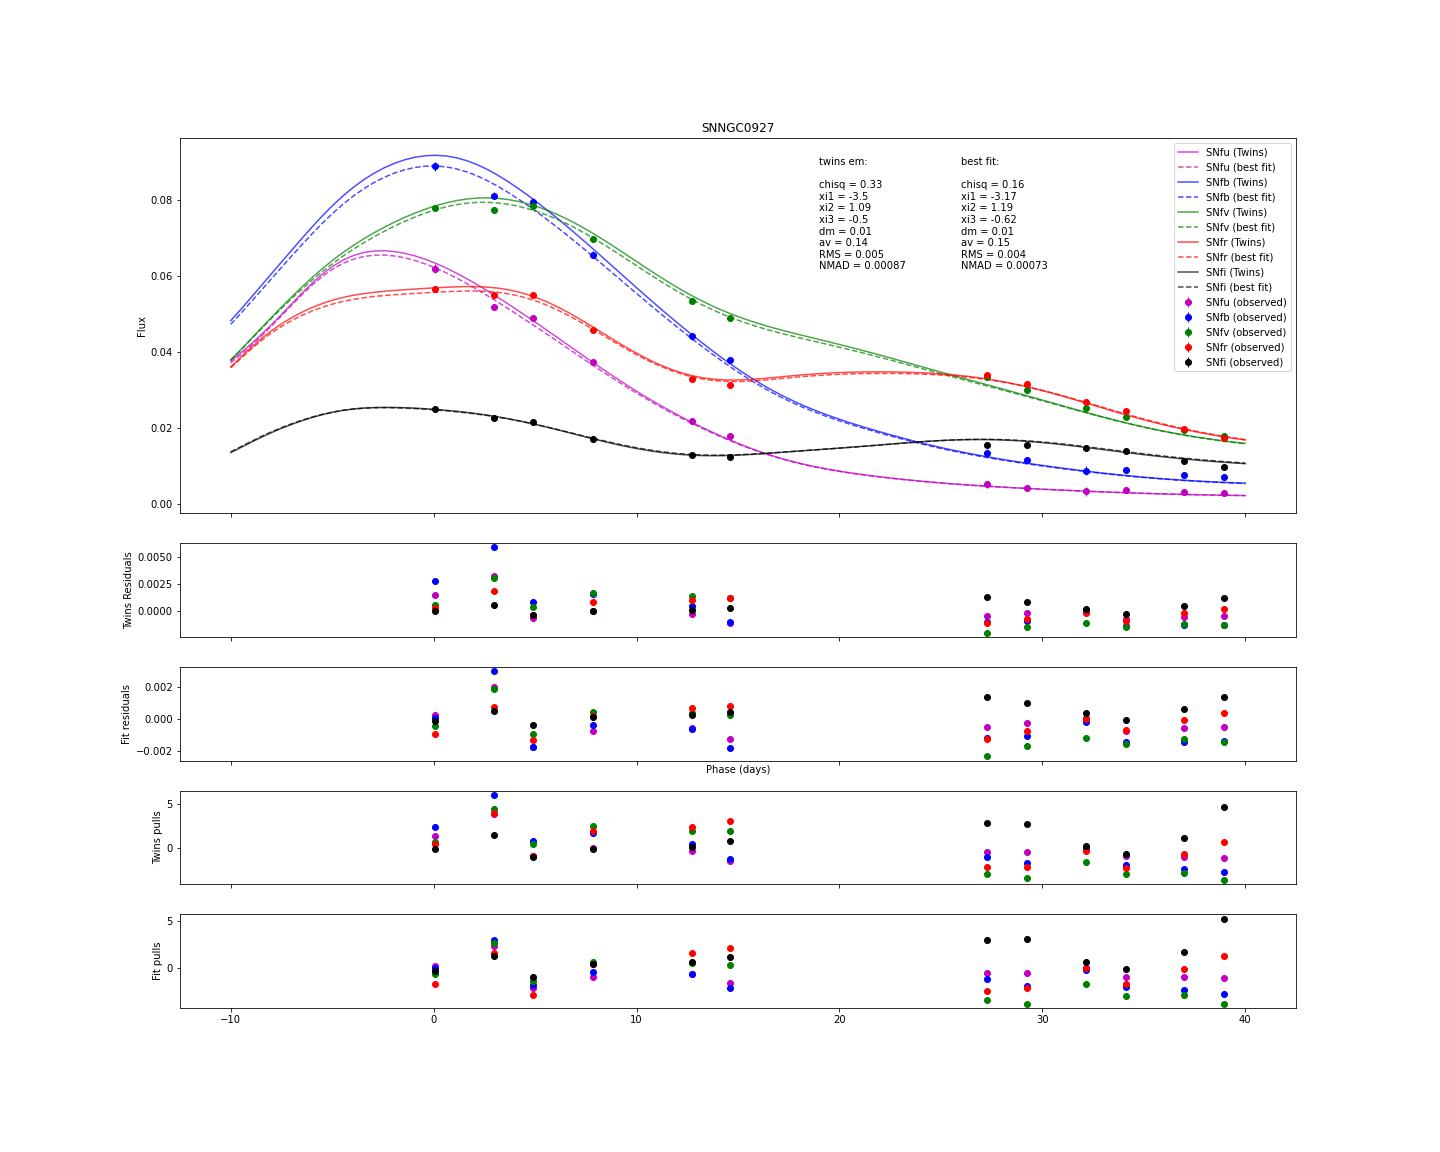 SNNGC0927
Flux
0.08
0.06
0.04
0.02
0.00
twins em:
chisq = 0.33
xi1 = -3.5
xi2 = 1.09
xi3 = -0.5
dm = 0.01
av = 0.14
RMS = 0.005
NMAD = 0.00087
best fit:
chisq = 0.16
xi1 = -3.17
xi2 = 1.19
xi3 = -0.62
dm = 0.01
av = 0.15
RMS = 0.004
NMAD = 0.00073
SNfu (Twins)
SNfu (best fit)
SNfb (Twins)
SNfb (best fit)
SNfv (Twins)
SNfv (best fit)
SNfr (Twins)
SNfr (best fit)
SNfi (Twins)
SNfi (best fit)
SNfu (observed)
SNfb (observed)
SNfv (observed)
SNfr (observed)
SNfi (observed)
Twins Residuals
0.0050
0.0025
0.0000
Fit residuals
0.002
0.000
−0.002
Phase (days)
Twins pulls
5
0
Fit pulls
5
0
−10
0
10
20
30
40